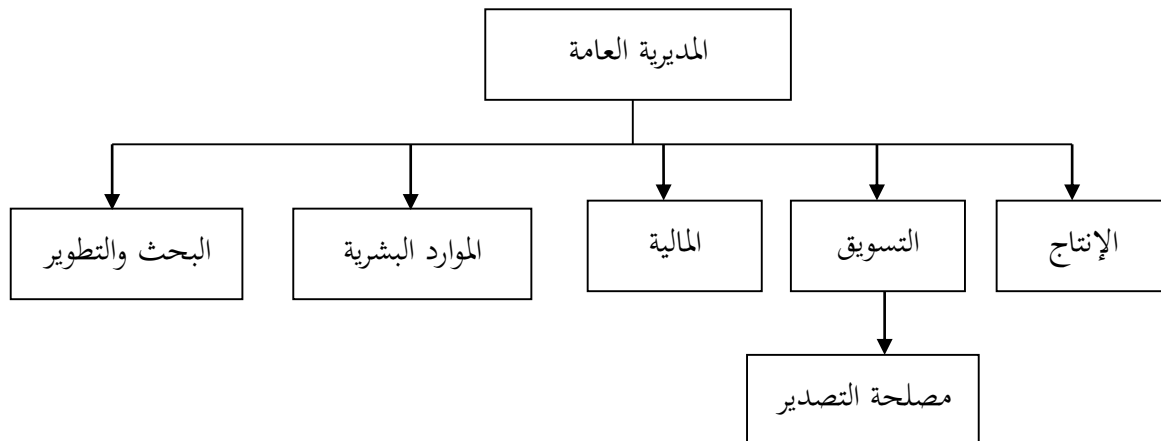 المديرية العامة
الإنتاج
التسويق
المالية
الموارد البشرية
البحث والتطوير
مصلحة التصدير